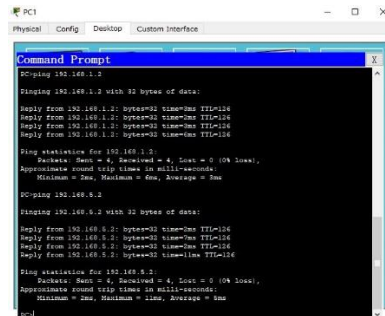 PC1
Physical Config Desktop Custom Interface
Command Prompt X
PC>ping 192.168.1.2
Pinging 192.168.1.2 with 32 bytes of data:
Reply from 192.168.1.2: bytes=32 time=3ms TTL=126
Reply from 192.168.1.2: bytes=32 time=2ms TTL=126
Reply from 192.168.1.2: bytes=32 time=3ms TTL=126
Reply from 192.168.1.2: bytes=32 time=6ms TTL=126
Ping statistics for 192.168.1.2:
Packets: Sent = 4, Received = 4, Lost = 0 (0% loss),
Approximate round trip times in milli-seconds:
Minimum = 2ms, Maximum = 6ms, Average = 3ms
PC>ping 192.168.5.2
Pinging 192.168.5.2 with 32 bytes of data:
Reply from 192.168.5.2: bytes=32 time=2ms TTL=126
Reply from 192.168.5.2: bytes=32 time=7ms TTL=126
Reply from 192.168.5.2: bytes=32 time=2ms TTL=126
Reply from 192.168.5.2: bytes=32 time=11ms TTL=126
Ping statistics for 192.168.5.2:
Packets: Sent = 4, Received = 4, Lost = 0 (0% loss),
Approximate round trip times in milli-seconds:
Minimum = 2ms, Maximum = 11ms, Average = 5ms
PC>